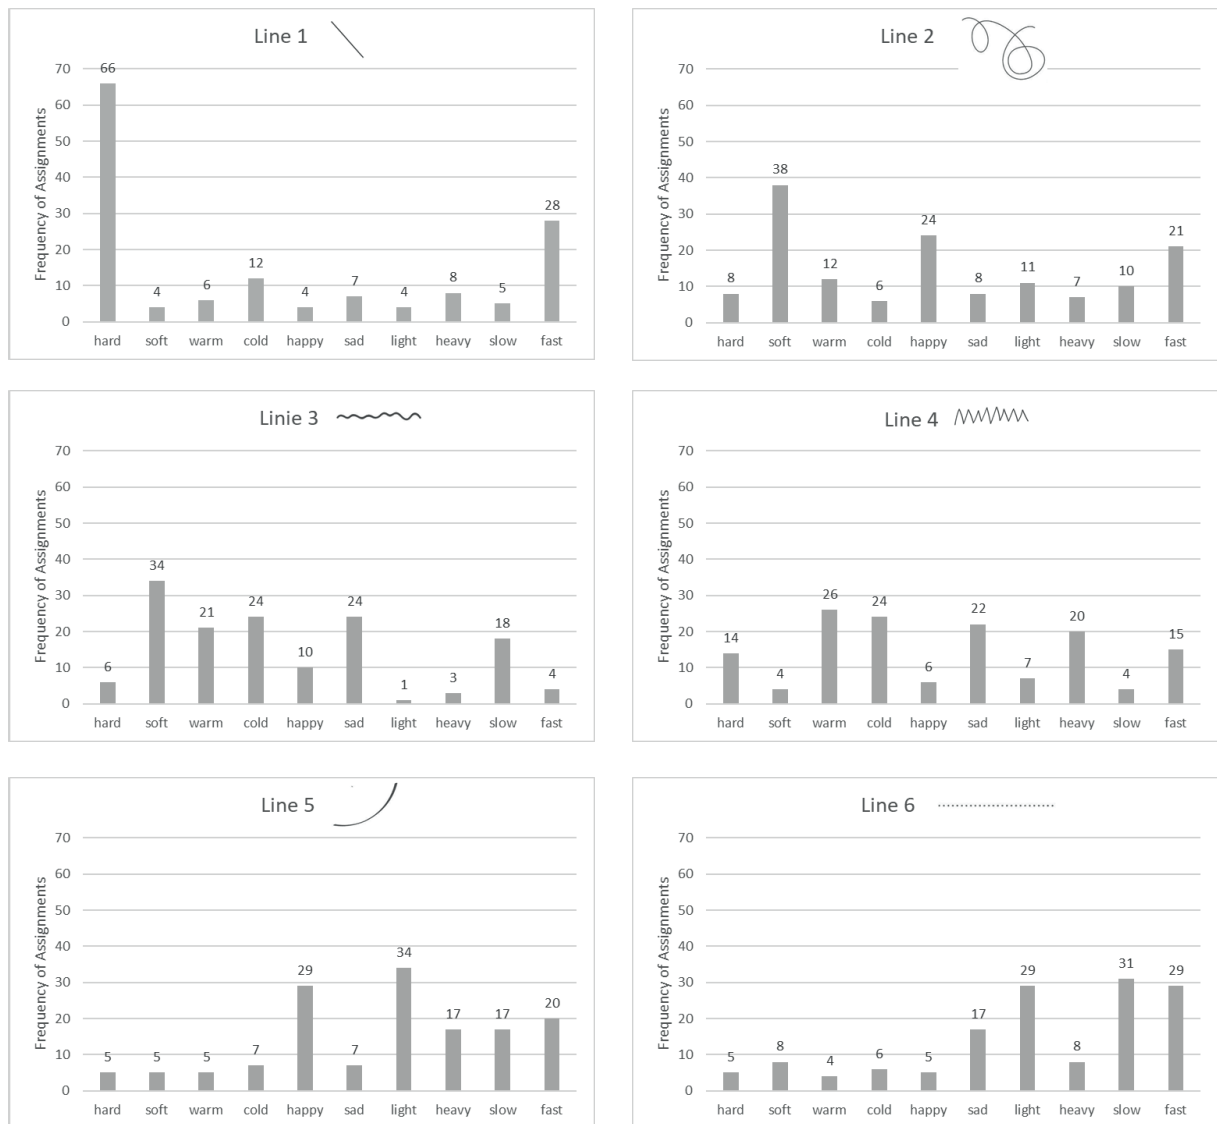 Line 1
Frequency of Assignments
70
60
50
40
30
20
10
0
66 4 6 12 4 7 4 8 5 28
hard soft warm cold happy sad light heavy slow fast
Line 2
Frequency of Assignments
70
60
50
40
30
20
10
0
8 38 12 6 24 8 11 7 10 21
hard soft warm cold happy sad light heavy slow fast
Linie 3
Frequency of Assignments
70
60
50
40
30
20
10
0
6 34 21 24 10 24 1 3 18 4
hard soft warm cold happy sad light heavy slow fast
Line 4
Frequency of Assignments
70
60
50
40
30
20
10
0
14 4 26 24 6 22 7 20 4 15
hard soft warm cold happy sad light heavy slow fast
Line 5
Frequency of Assignments
70
60
50
40
30
20
10
0
5 5 5 7 29 7 34 17 17 20
hard soft warm cold happy sad light heavy slow fast
Line 6
Frequency of Assignments
70
60
50
40
30
20
10
0
5 8 4 6 5 17 29 8 31 29
hard soft warm cold happy sad light heavy slow fast